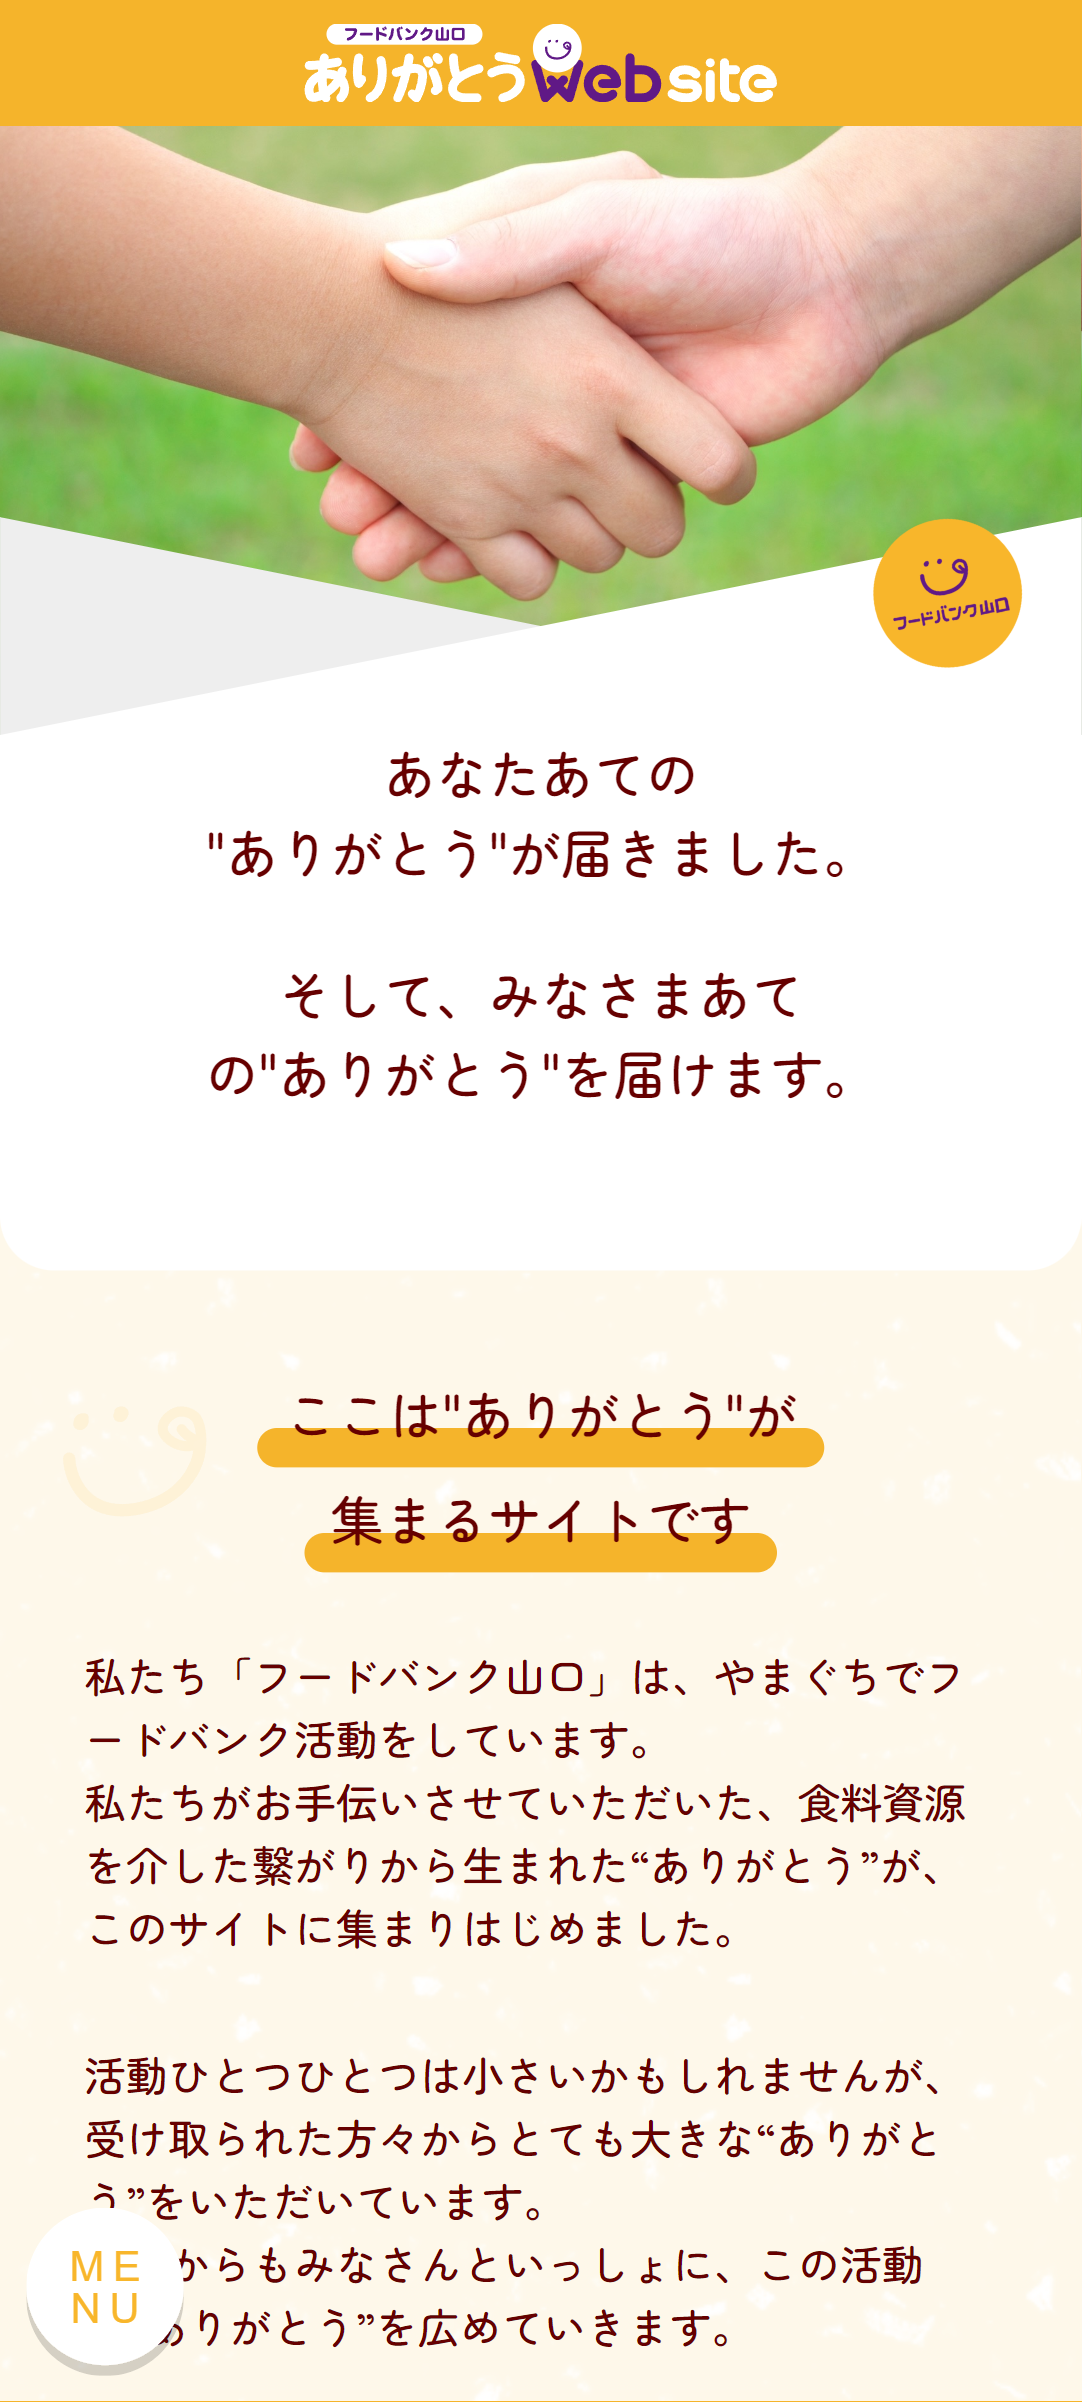 フードバンク山口
ありがとうWebsite
フードバンク山口
あなたあての
"ありがとう"が届きました。
そして、みなさまあて
の"ありがとう"を届けます。
ここは"ありがとう"が
集まるサイトです
私たち「フードバンク山口」は、やまぐちでフ
ードバンク活動をしています。
私たちがお手伝いさせていただいた、食料資源
を介した繋がりから生まれた“ありがとう”が、
このサイトに集まりはじめました。
活動ひとつひとつは小さいかもしれませんが、
受け取られた方々からとても大きな“ありがと
う”をいただいています。
からもみなさんといっしょに、この活動
ありがとう”を広めていきます。
ME
NU